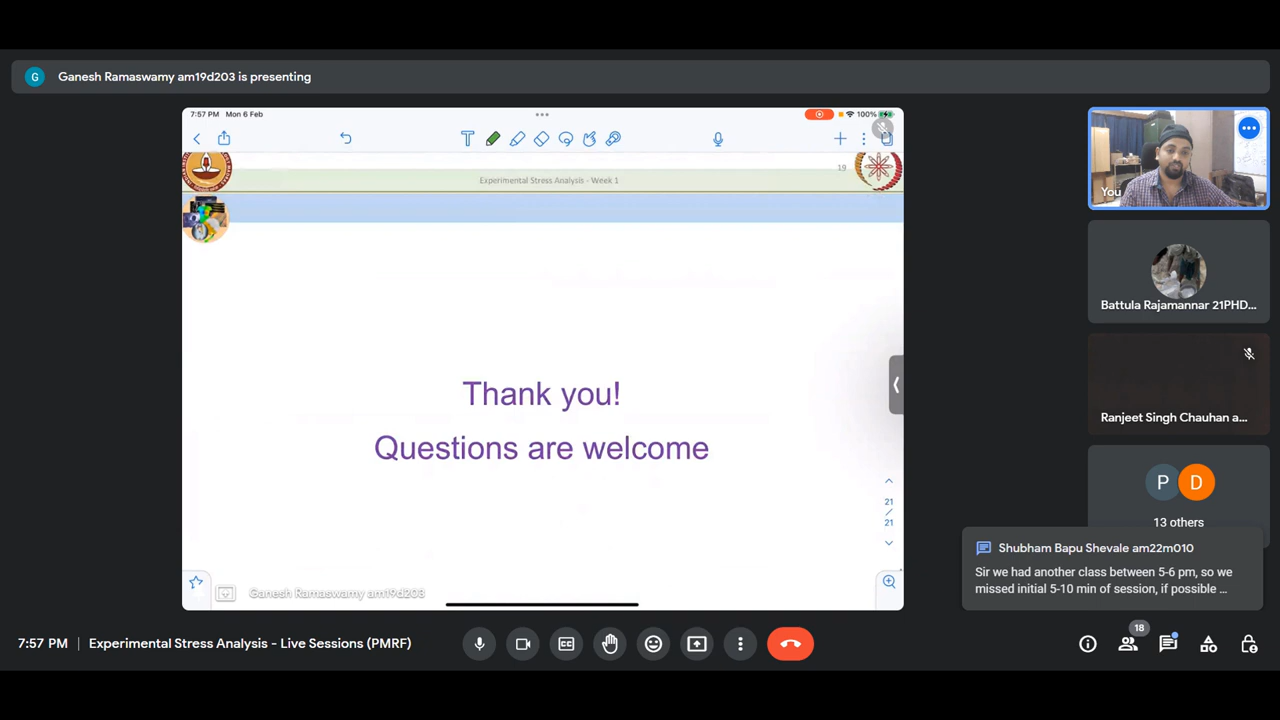 G Ganesh Ramaswamy am19d203 is presenting
7:57 PM Mon 6 Feb
100%
T
19
Experimental Stress Analysis - Week 1
Thank you!
Questions are welcome
21
/
21
Ganesh Ramaswamy am19d203
You
Battula Rajamannar 21PHD...
Ranjeet Singh Chauhan a...
P D
13 others
Shubham Bapu Shevale am22m010
Sir we had another class between 5-6 pm, so we
missed initial 5-10 min of session, if possible ...
7:57 PM | Experimental Stress Analysis - Live Sessions (PMRF)
18